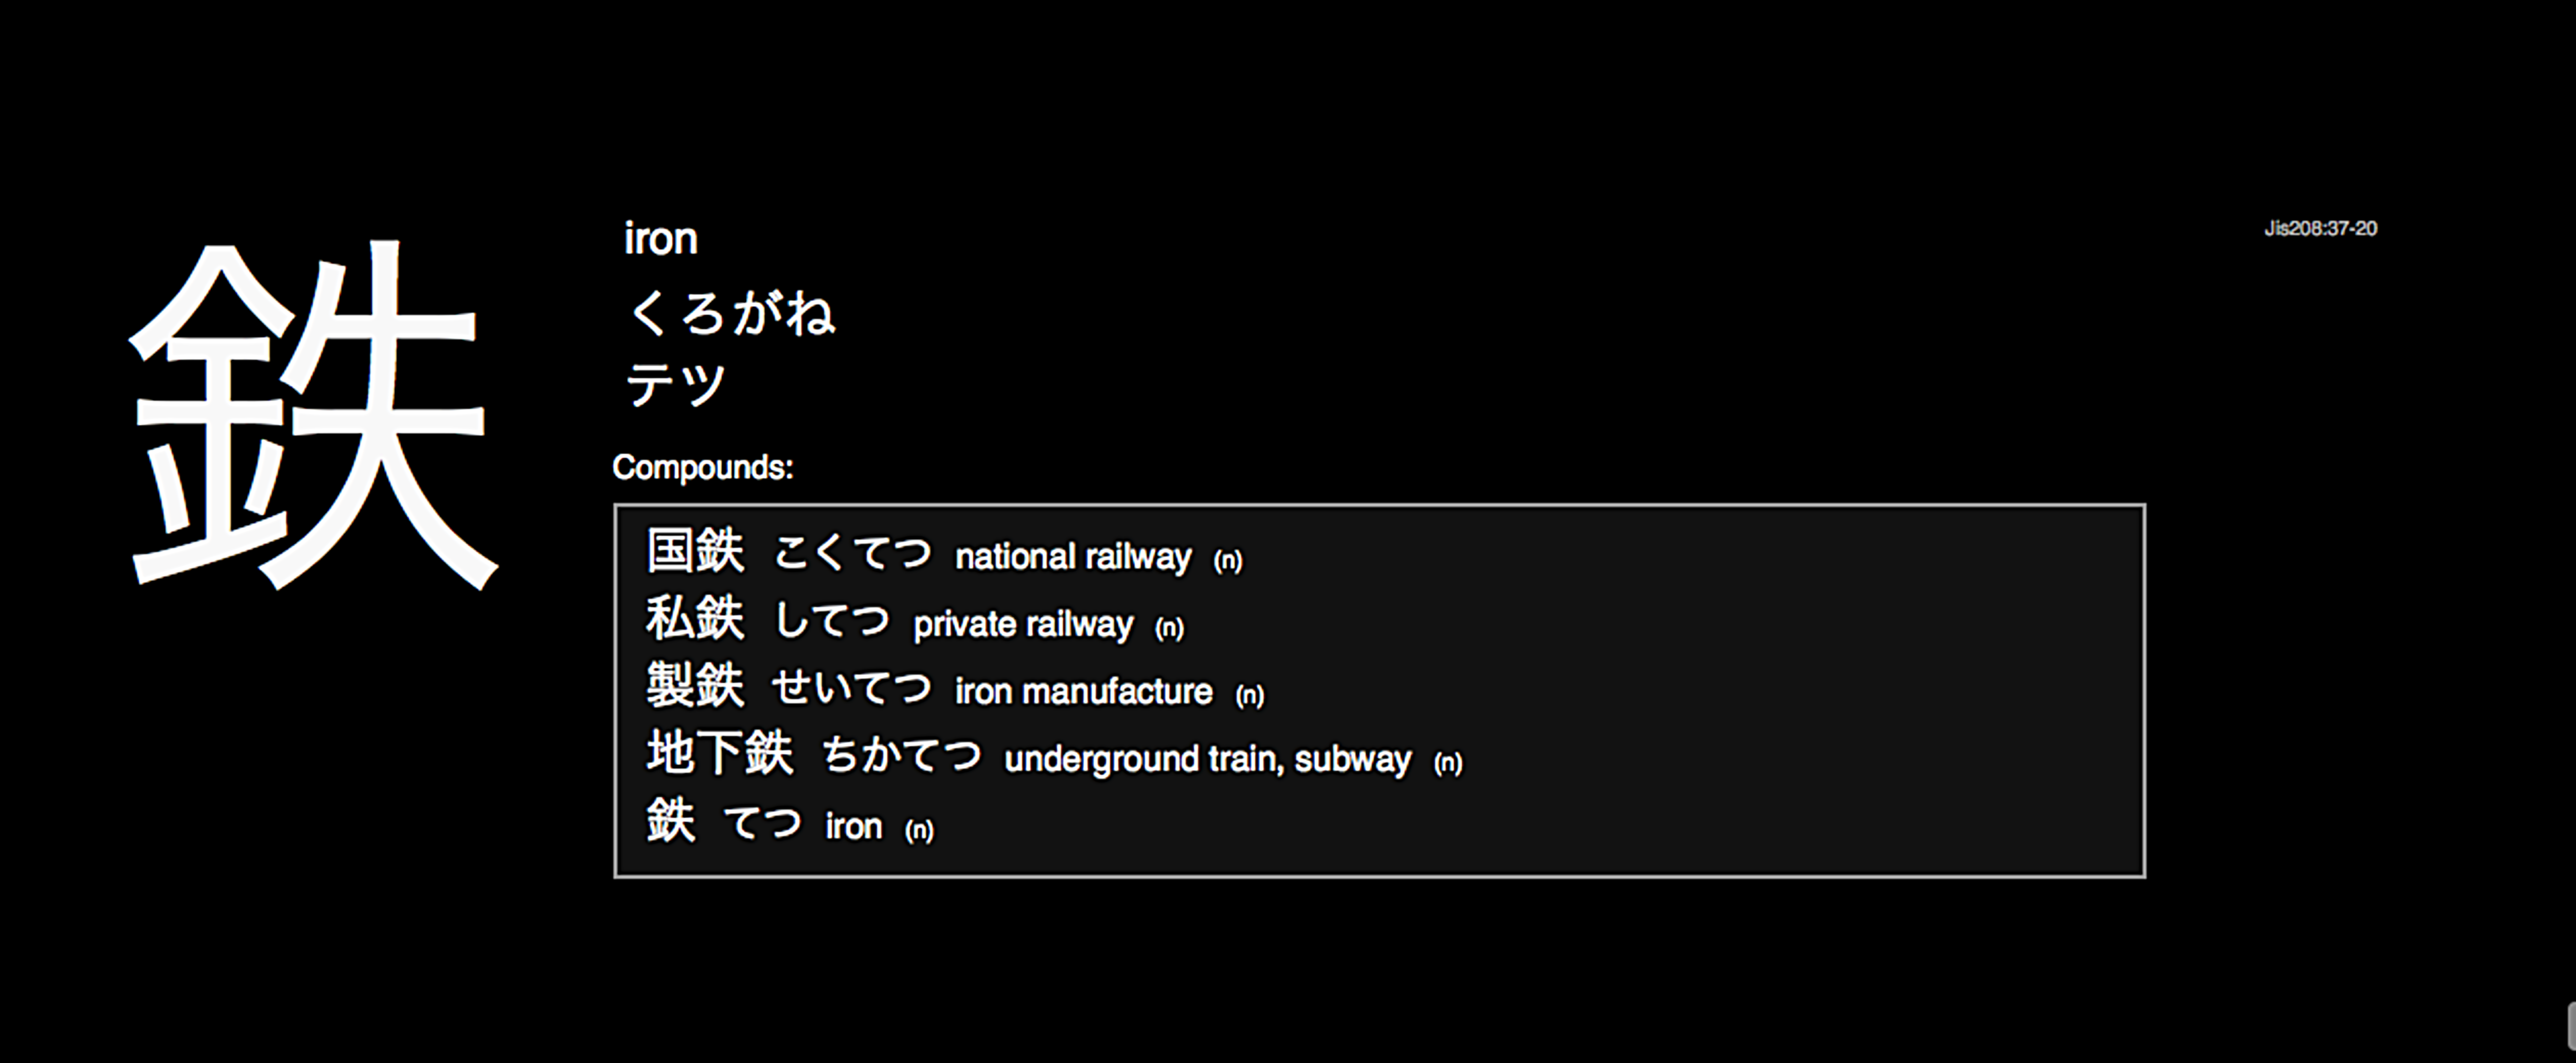 鉄
iron
くろがね
テツ
Jis208:37-20
Compounds:
国鉄 こくてつ national railway (n)
私鉄 してつ private railway (n)
製鉄 せいてつ iron manufacture (n)
地下鉄 ちかてつ underground train, subway (n)
鉄 てつ iron (n)